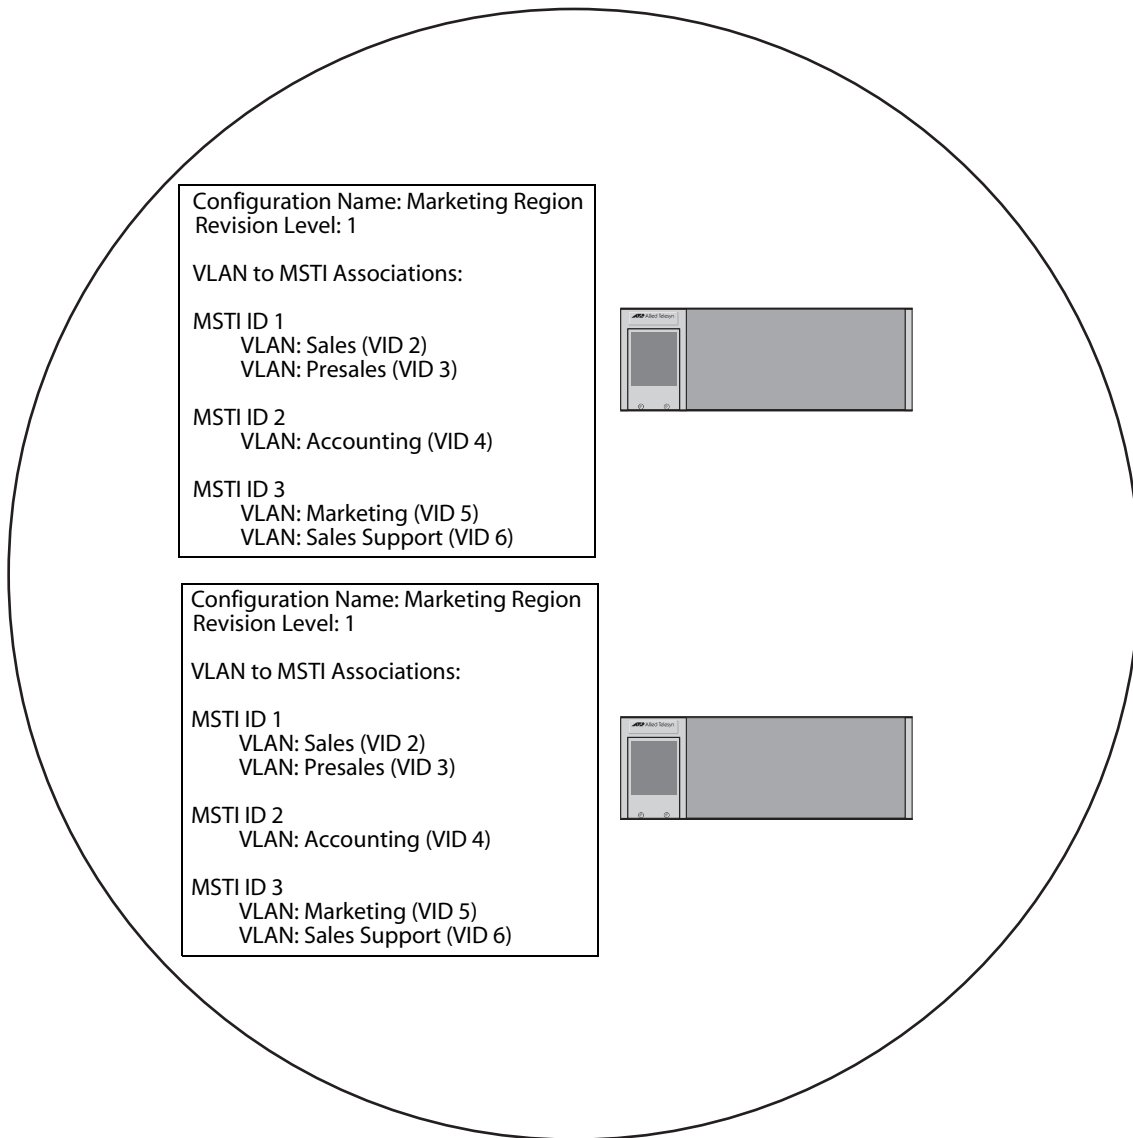 Configuration Name: Marketing Region
Revision Level: 1
VLAN to MSTI Associations:
MSTI ID 1
VLAN: Sales (VID 2)
VLAN: Presales (VID 3)
MSTI ID 2
VLAN: Accounting (VID 4)
MSTI ID 3
VLAN: Marketing (VID 5)
VLAN: Sales Support (VID 6)
Allied Telesyn
Configuration Name: Marketing Region
Revision Level: 1
VLAN to MSTI Associations:
MSTI ID 1
VLAN: Sales (VID 2)
VLAN: Presales (VID 3)
MSTI ID 2
VLAN: Accounting (VID 4)
MSTI ID 3
VLAN: Marketing (VID 5)
VLAN: Sales Support (VID 6)
Allied Telesyn